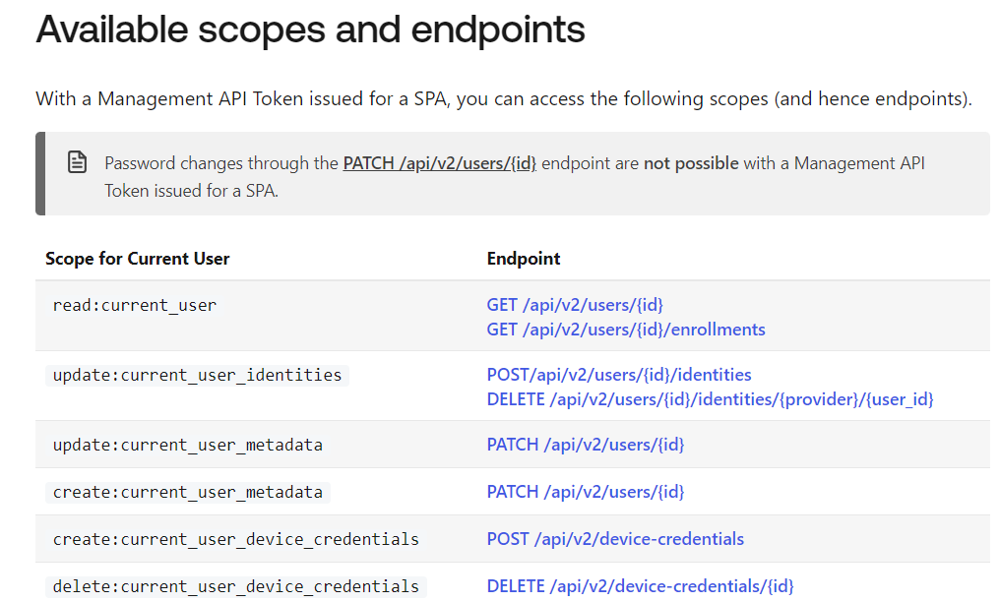 Available scopes and endpoints
With a Management API Token issued for a SPA, you can access the following scopes (and hence endpoints).
Password changes through the PATCH /api/v2/users/{id} endpoint are not possible with a Management API
Token issued for a SPA.
Scope for Current User Endpoint
read:current_user GET /api/v2/users/{id}
GET /api/v2/users/{id}/enrollments
update:current_user_identities POST/api/v2/users/{id}/identities
DELETE /api/v2/users/{id}/identities/{provider}/{user_id}
update:current_user_metadata PATCH /api/v2/users/{id}
create:current_user_metadata PATCH /api/v2/users/{id}
create:current_user_device_credentials POST /api/v2/device-credentials
delete:current_user_device_credentials DELETE /api/v2/device-credentials/{id}